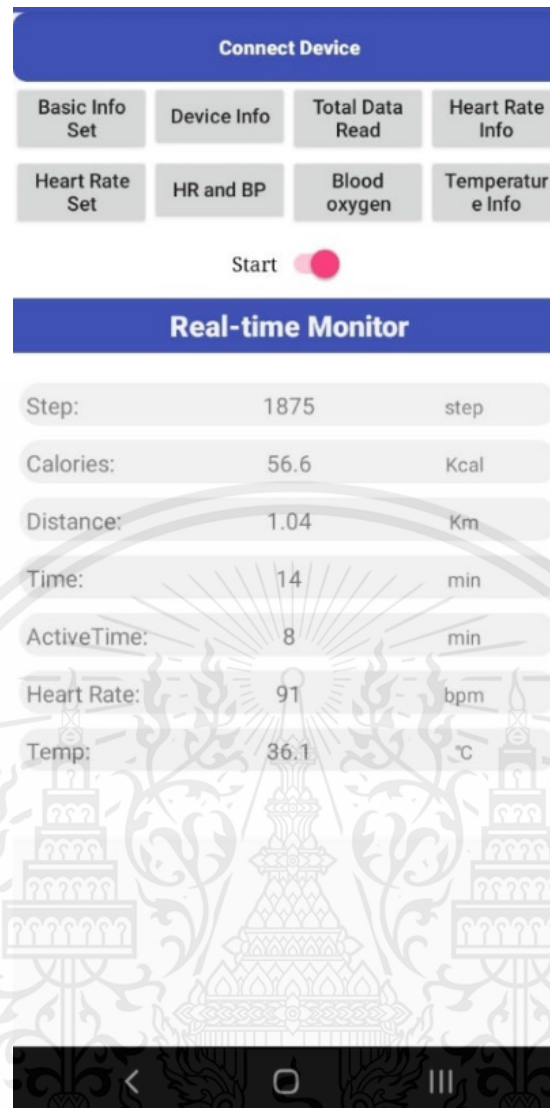 Connect Device
Basic Info
Set
Device Info
Total Data
Read
Heart Rate
Info
Heart Rate
Set
HR and BP
Blood
oxygen
Temperatur
e Info
Start
Real-time Monitor
Step: 1875 step
Calories: 56.6 Kcal
Distance: 1.04 Km
Time: 14 min
ActiveTime: 8 min
Heart Rate: 91 bpm
Temp: 36.1 °C